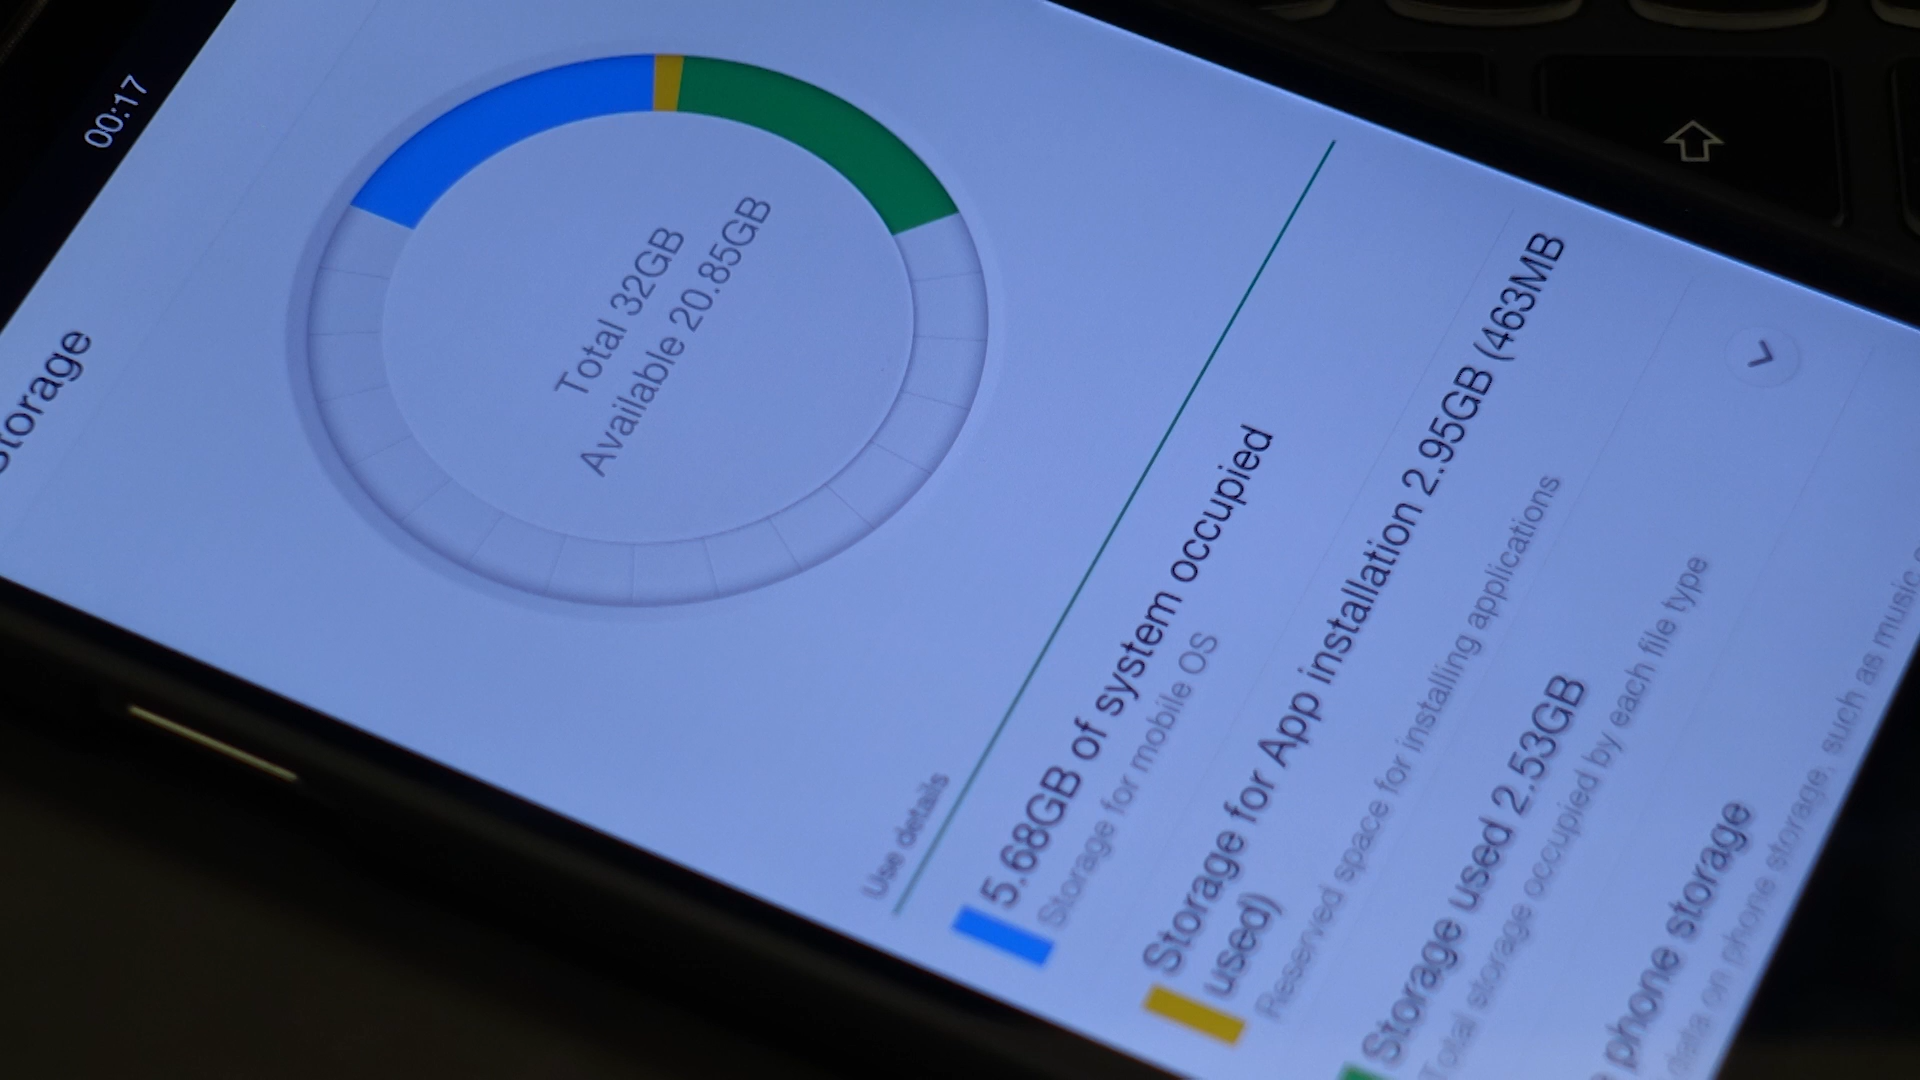 00:17
Storage
Total 32GB
Available 20.85GB
Use details
5.68GB of system occupied
Storage for mobile OS
Storage for App installation 2.95GB (463MB
used)
Reserved space for installing applications
Storage used 2.53GB
Total storage occupied by each file type
phone storage
data on phone storage, such as music